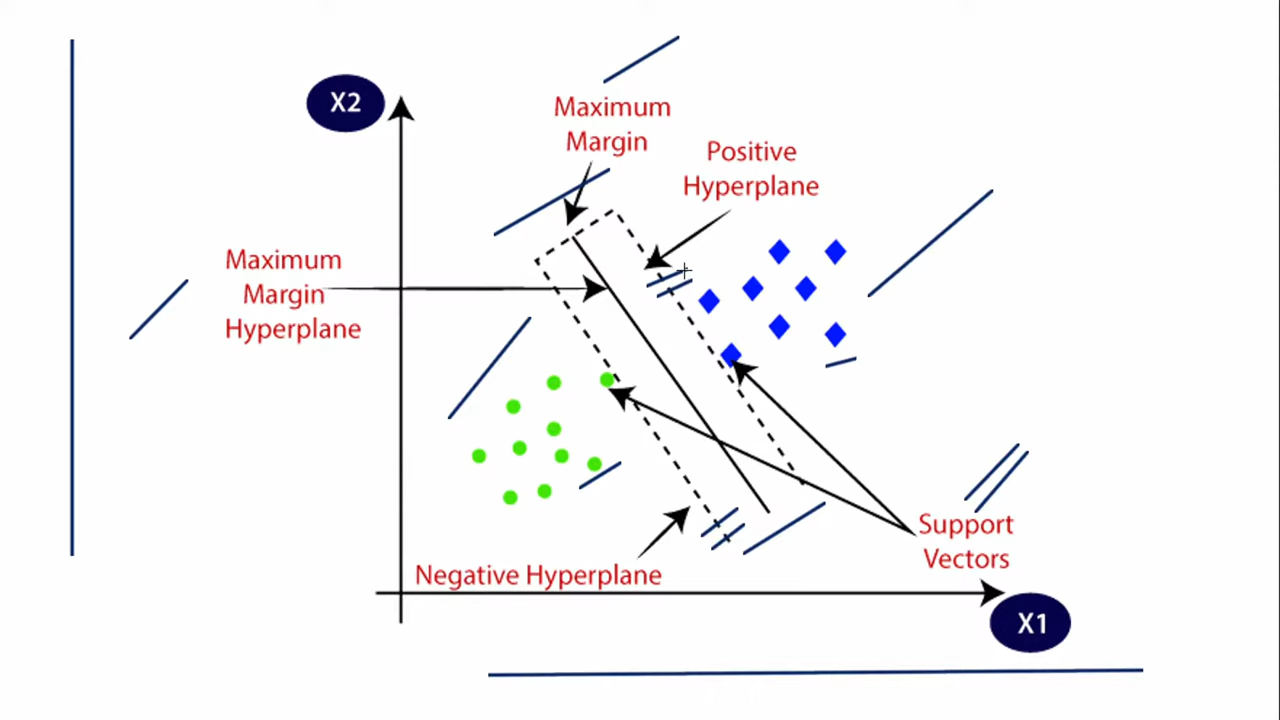 X2
Maximum
Margin
Positive
Hyperplane
Maximum
Margin
Hyperplane
Support
Vectors
Negative Hyperplane
X1